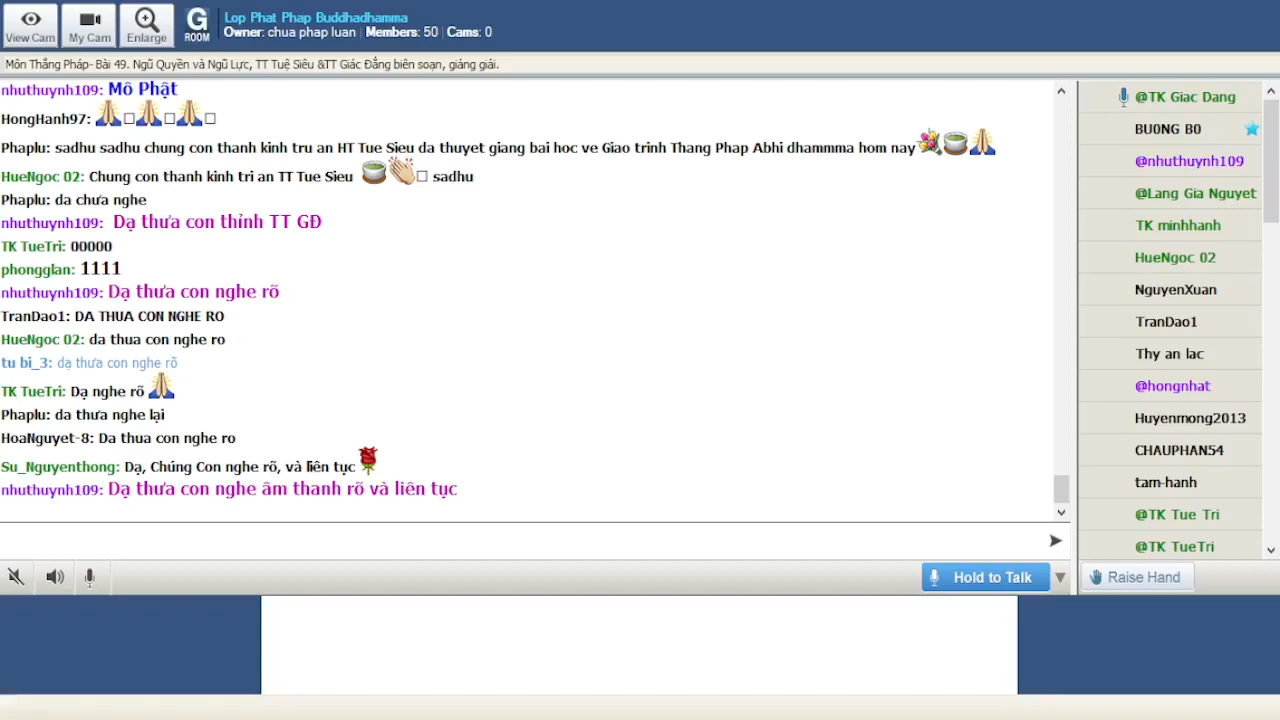 View Cam
My Cam
Enlarge
G
ROOM
Lop Phat Phap Buddhadhamma
Owner: chua phap luan | Members: 50 | Cams: 0
Môn Thắng Pháp- Bài 49. Ngũ Quyền và Ngũ Lực, TT Tuệ Siêu &TT Giác Đẳng biên soạn, giảng giải.
nhuthuynh109: Mô Phật
HongHanh97: 🙏🙏🙏
Phaplu: sadhu sadhu chung con thanh kinh tru an HT Tue Sieu da thuyet giang bai hoc ve Giao trinh Thang Phap Abhi dhammmma hom nay 💐🍵🙏
HueNgoc 02: Chung con thanh kinh tri an TT Tue Sieu 🍵👏 sadhu
Phaplu: da chưa nghe
nhuthuynh109: Dạ thưa con thỉnh TT GĐ
TK TueTri: 00000
phongglan: 1111
nhuthuynh109: Dạ thưa con nghe rõ
TranDao1: DA THUA CON NGHE RO
HueNgoc 02: da thua con nghe ro
tu bi_3: dạ thưa con nghe rõ
TK TueTri: Dạ nghe rõ 🙏
Phaplu: da thưa nghe lại
HoaNguyet-8: Da thua con nghe ro
Su_Nguyenthong: Dạ, Chúng Con nghe rõ, và liên tục 🌹
nhuthuynh109: Dạ thưa con nghe âm thanh rõ và liên tục
Hold to Talk
@TK Giac Dang
BU0NG B0
@nhuthuynh109
@Lang Gia Nguyet
TK minhhanh
HueNgoc 02
NguyenXuan
TranDao1
Thy an lac
@hongnhat
Huyenmong2013
CHAUPHAN54
tam-hanh
@TK Tue Tri
@TK TueTri
Raise Hand